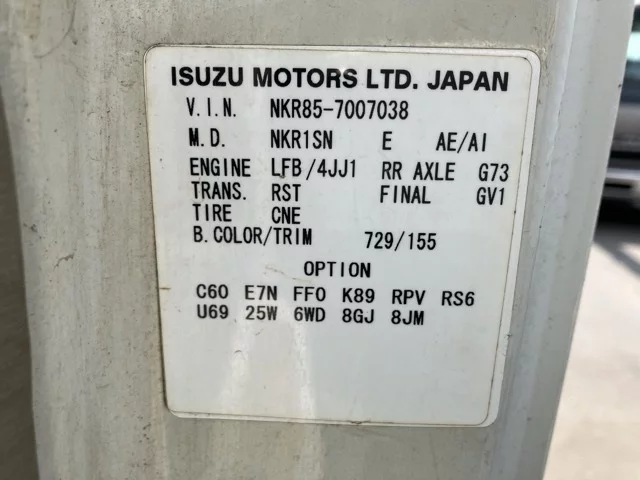 ISUZU MOTORS LTD. JAPAN
V.I.N. NKR85-7007038
M.D. NKR1SN E AE/AI
ENGINE LFB/4JJ1 RR AXLE G73
TRANS. RST FINAL GV1
TIRE CNE
B.COLOR/TRIM 729/155
OPTION
C60 E7N FF0 K89 RPV RS6
U69 25W 6WD 8GJ 8JM